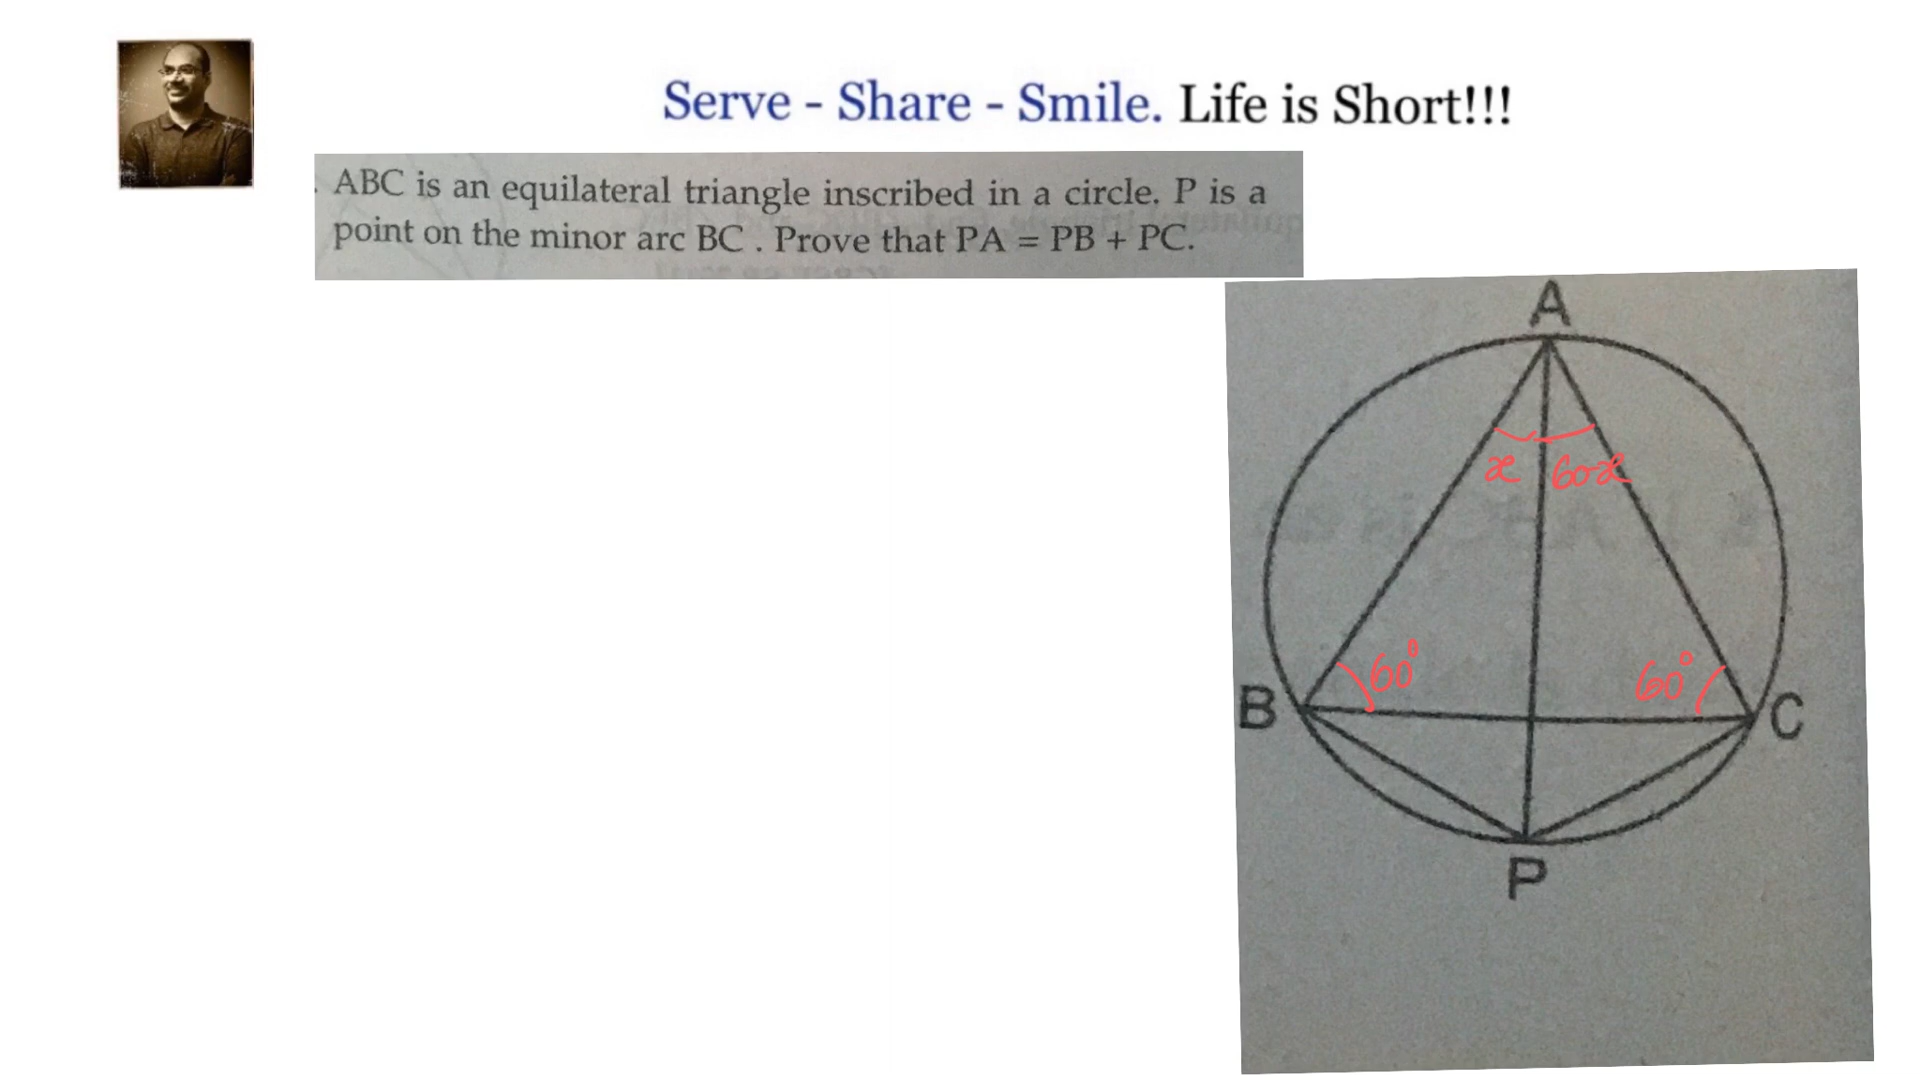 Serve - Share - Smile. Life is Short!!!
ABC is an equilateral triangle inscribed in a circle. P is a
point on the minor arc BC . Prove that PA = PB + PC.
A
x 60-x
60° 60°
B C
P